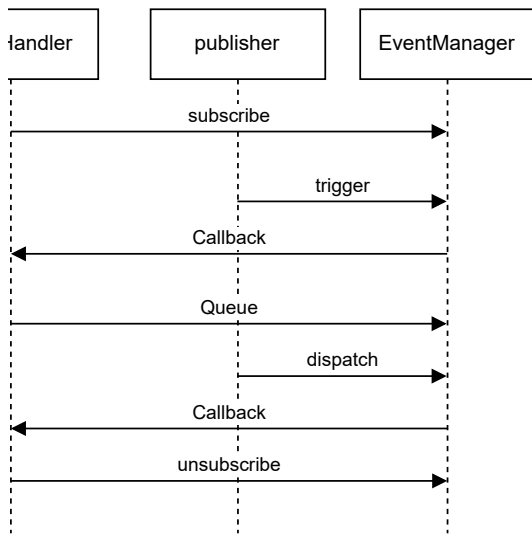 Handler
publisher
EventManager
subscribe
trigger
Callback
Queue
dispatch
Callback
unsubscribe